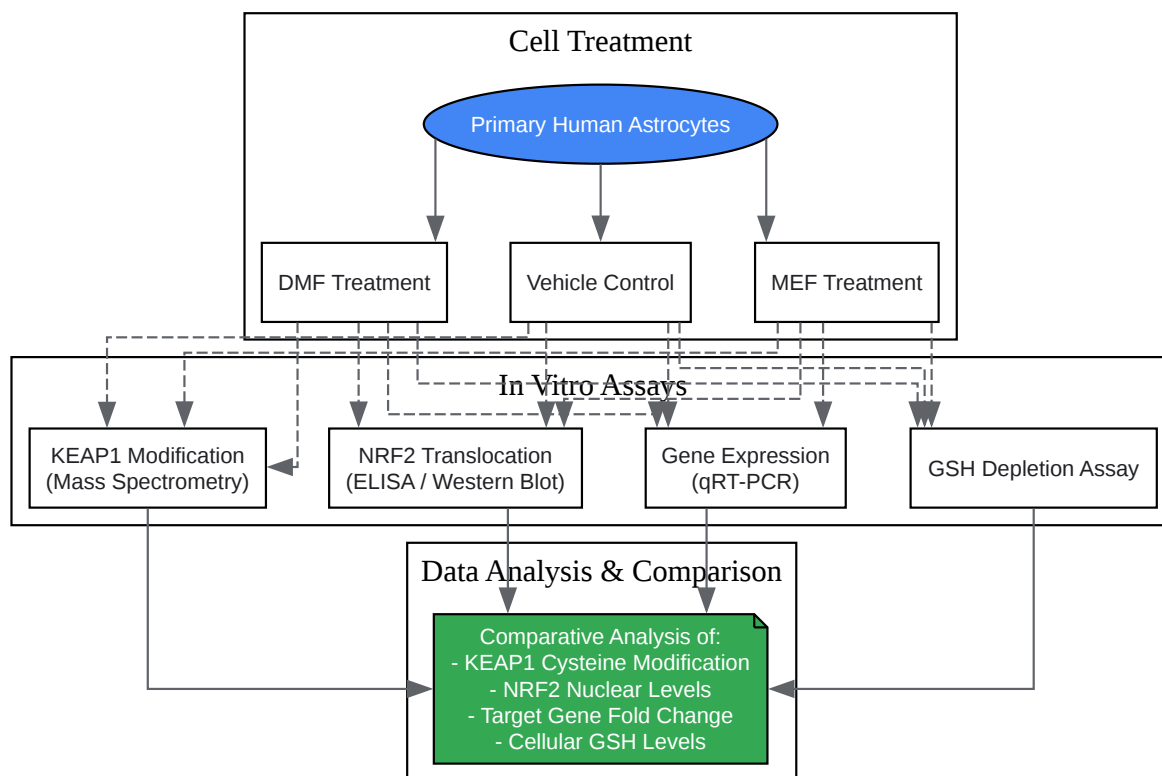 Cell Treatment
Primary Human Astrocytes
DMF Treatment
Vehicle Control
MEF Treatment
In Vitro Assays
KEAP1 Modification
(Mass Spectrometry)
NRF2 Translocation
(ELISA / Western Blot)
Gene Expression
(qRT-PCR)
GSH Depletion Assay
Data Analysis & Comparison
Comparative Analysis of:
- KEAP1 Cysteine Modification
- NRF2 Nuclear Levels
- Target Gene Fold Change
- Cellular GSH Levels